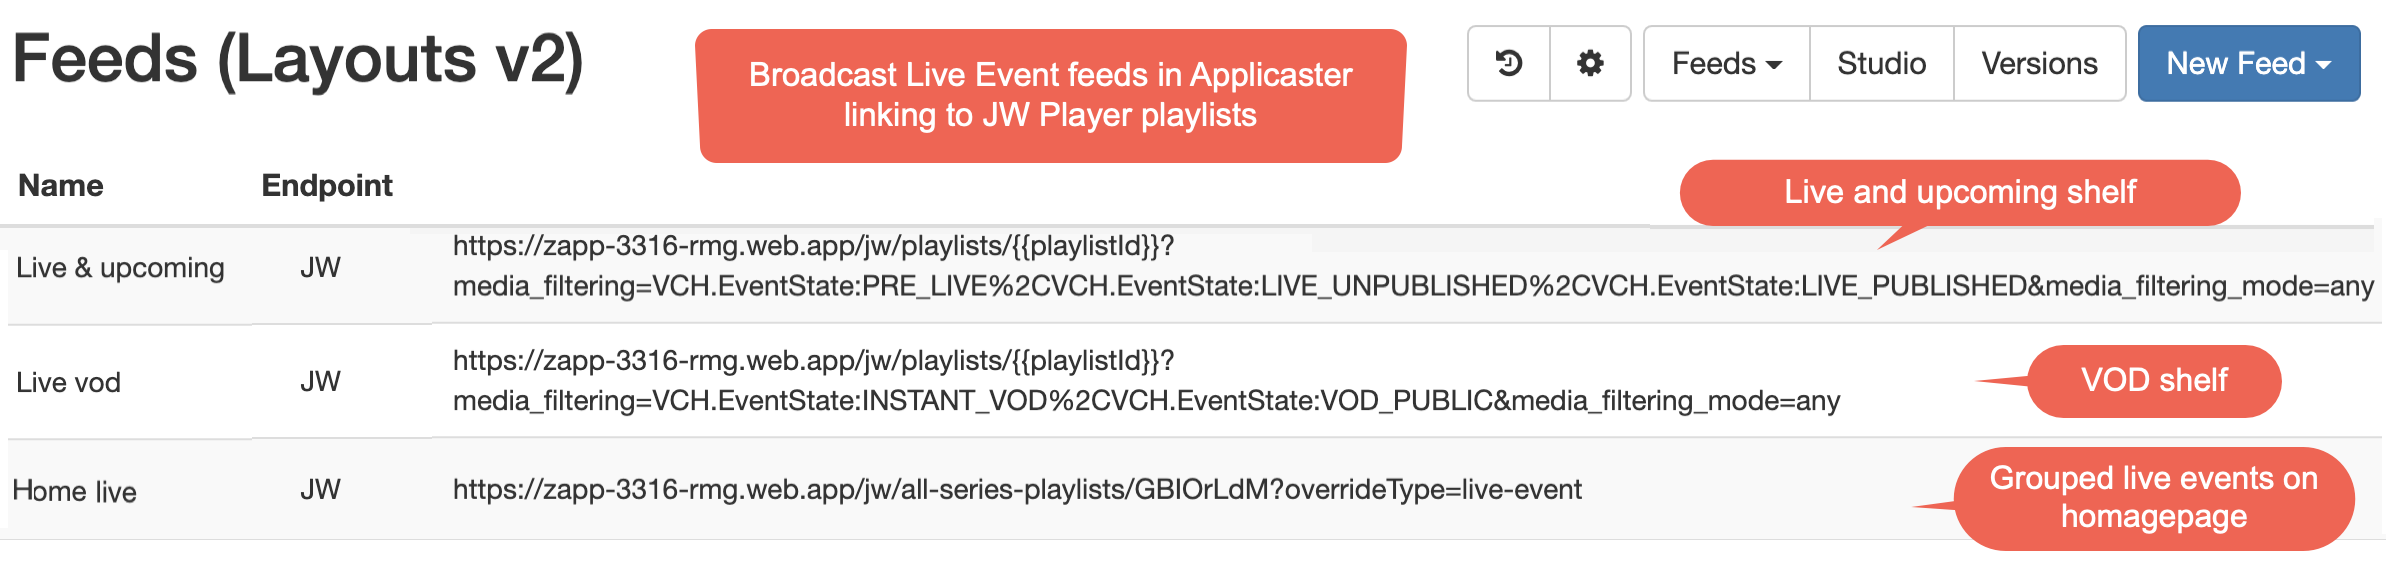 Feeds (Layouts v2)
Broadcast Live Event feeds in Applicaster
linking to JW Player playlists
Feeds
Studio
Versions
New Feed
Name
Endpoint
Live and upcoming shelf
Live & upcoming
JW
https://zapp-3316-rmg.web.app/jw/playlists/{{playlistId}}?
media_filtering=VCH.EventState:PRE_LIVE%2CVCH.EventState:LIVE_UNPUBLISHED%2CVCH.EventState:LIVE_PUBLISHED&media_filtering_mode=any
Live vod
JW
https://zapp-3316-rmg.web.app/jw/playlists/{{playlistId}}?
media_filtering=VCH.EventState:INSTANT_VOD%2CVCH.EventState:VOD_PUBLIC&media_filtering_mode=any
VOD shelf
Home live
JW
https://zapp-3316-rmg.web.app/jw/all-series-playlists/GBIOrLdM?overrideType=live-event
Grouped live events on
homagepage